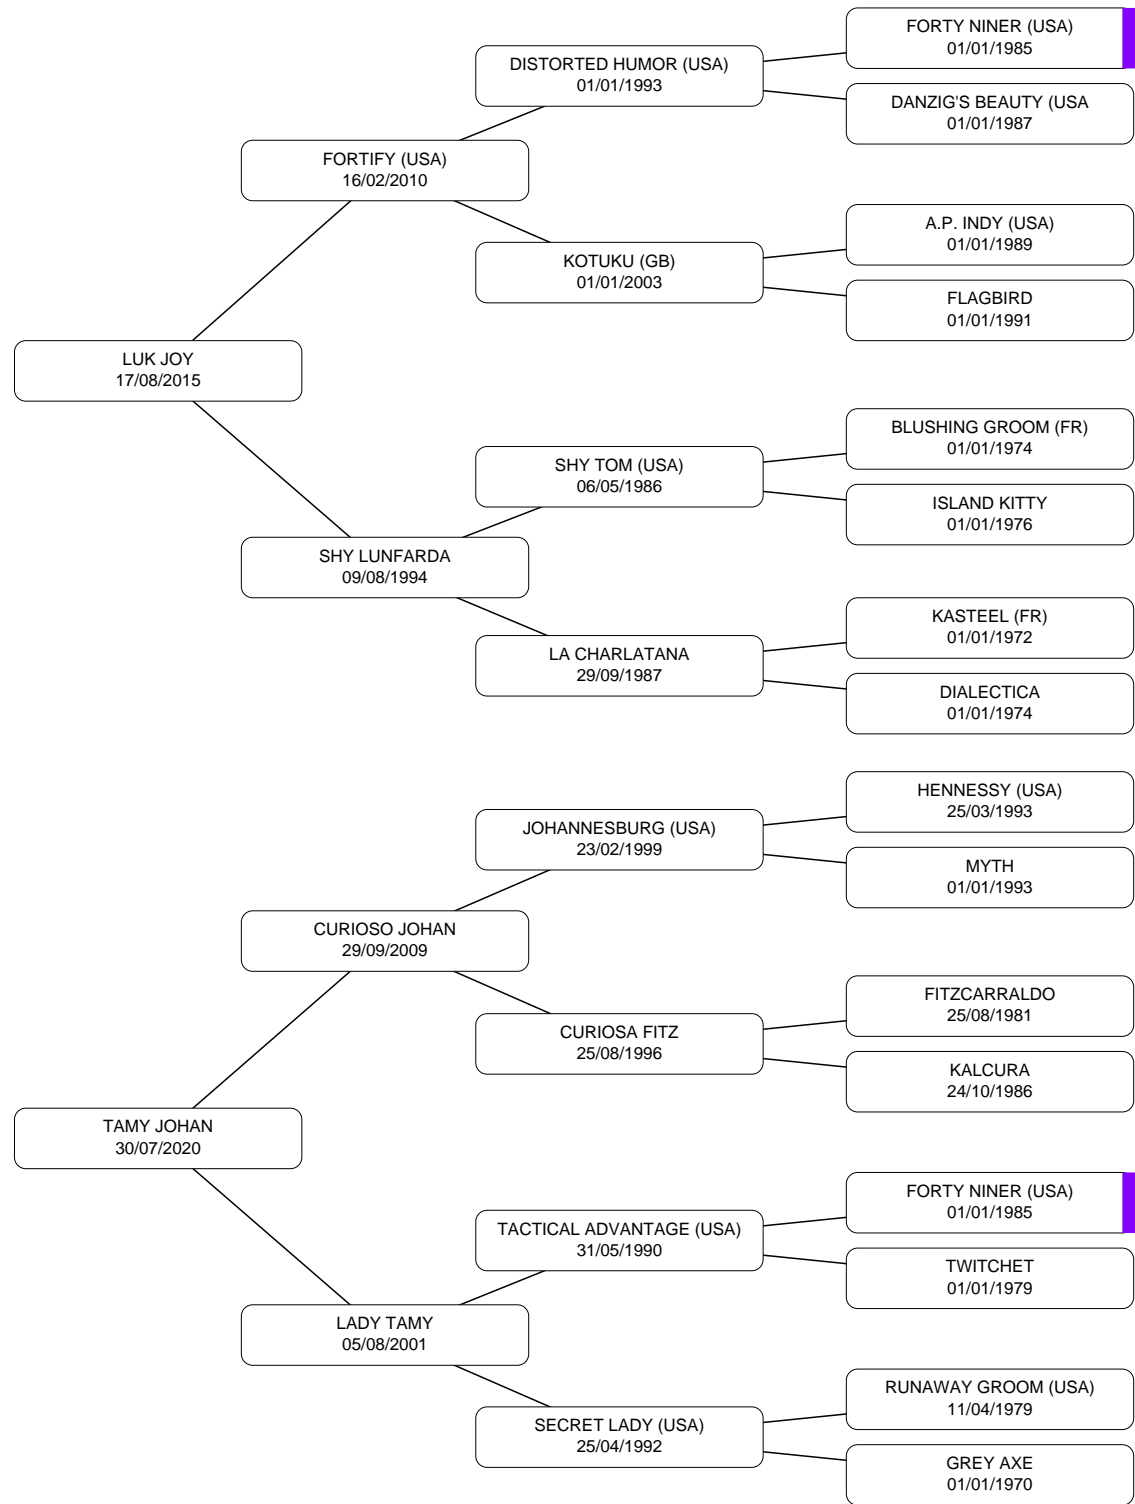 FORTY NINER (USA)
01/01/1985
DISTORTED HUMOR (USA)
01/01/1993
DANZIG'S BEAUTY (USA
01/01/1987
FORTIFY (USA)
16/02/2010
A.P. INDY (USA)
01/01/1989
KOTUKU (GB)
01/01/2003
FLAGBIRD
01/01/1991
LUK JOY
17/08/2015
BLUSHING GROOM (FR)
01/01/1974
SHY TOM (USA)
06/05/1986
ISLAND KITTY
01/01/1976
SHY LUNFARDA
09/08/1994
KASTEEL (FR)
01/01/1972
LA CHARLATANA
29/09/1987
DIALECTICA
01/01/1974
HENNESSY (USA)
25/03/1993
JOHANNESBURG (USA)
23/02/1999
MYTH
01/01/1993
CURIOSO JOHAN
29/09/2009
FITZCARRALDO
25/08/1981
CURIOSA FITZ
25/08/1996
KALCURA
24/10/1986
TAMY JOHAN
30/07/2020
FORTY NINER (USA)
01/01/1985
TACTICAL ADVANTAGE (USA)
31/05/1990
TWITCHET
01/01/1979
LADY TAMY
05/08/2001
RUNAWAY GROOM (USA)
11/04/1979
SECRET LADY (USA)
25/04/1992
GREY AXE
01/01/1970